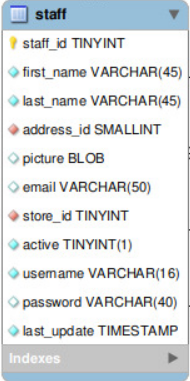 staff
staff_id TINYINT
first_name VARCHAR(45)
last_name VARCHAR(45)
address_id SMALLINT
picture BLOB
email VARCHAR(50)
store_id TINYINT
active TINYINT(1)
username VARCHAR(16)
password VARCHAR(40)
last_update TIMESTAMP
Indexes